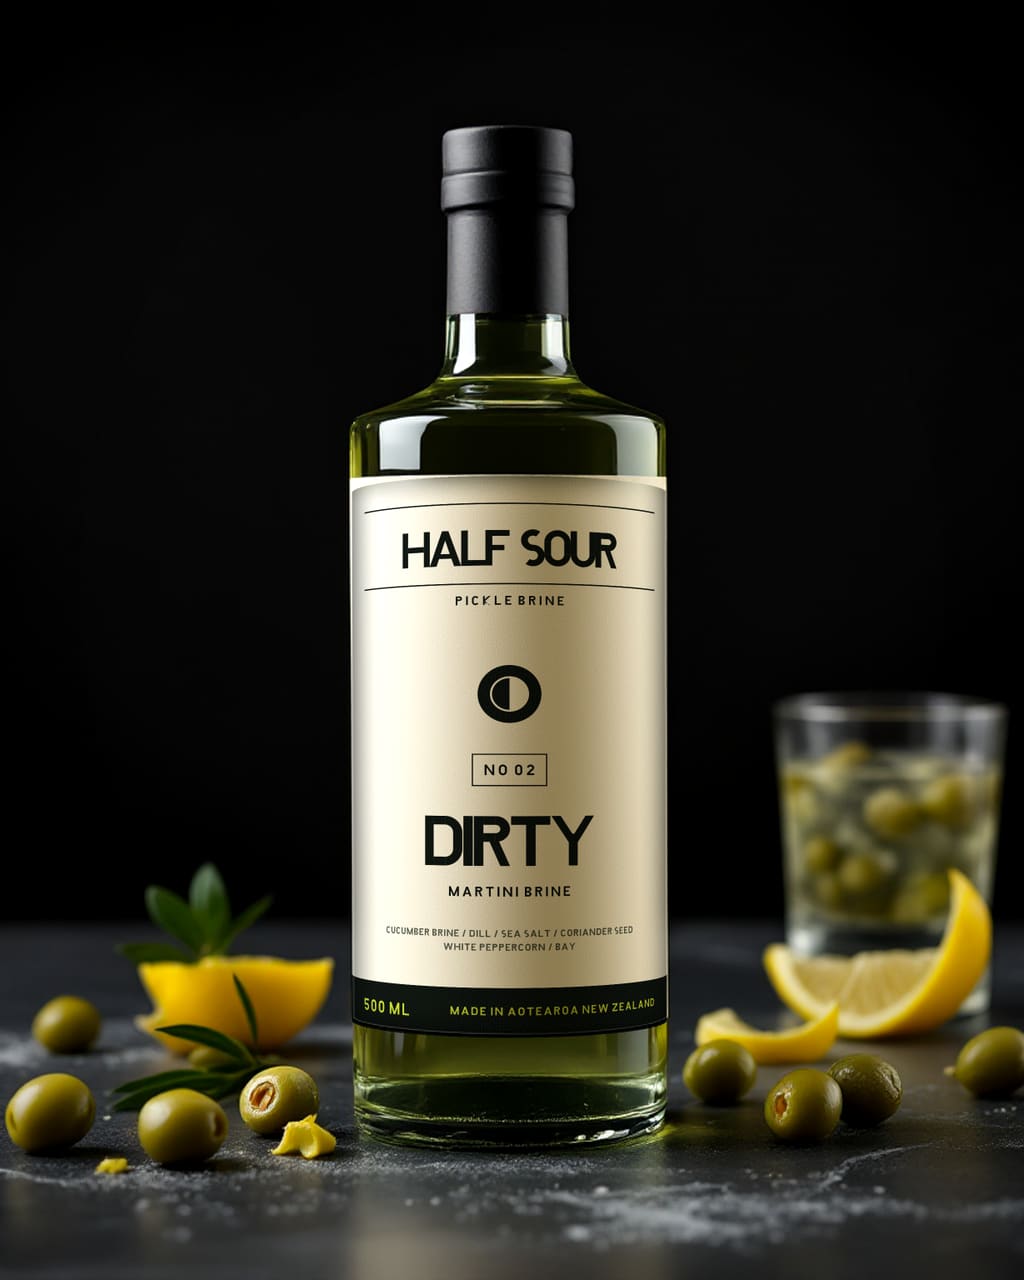 HALF SOUR
PICKLE BRINE
NO 02
DIRTY
MARTINI BRINE
CUCUMBER BRINE / DILL / SEA SALT / CORIANDER SEED
WHITE PEPPERCORN / BAY
500 ML
MADE IN AOTEAROA NEW ZEALAND